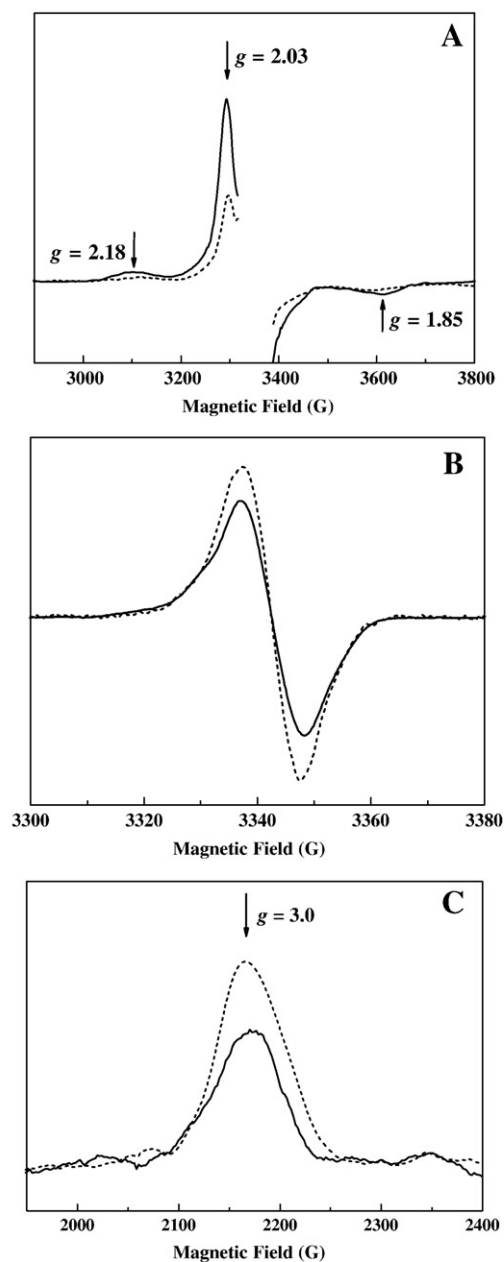 A
g = 2.03
g = 2.18
g = 1.85
3000 3200 3400 3600 3800
Magnetic Field (G)
B
3300 3320 3340 3360 3380
Magnetic Field (G)
C
g = 3.0
2000 2100 2200 2300 2400
Magnetic Field (G)